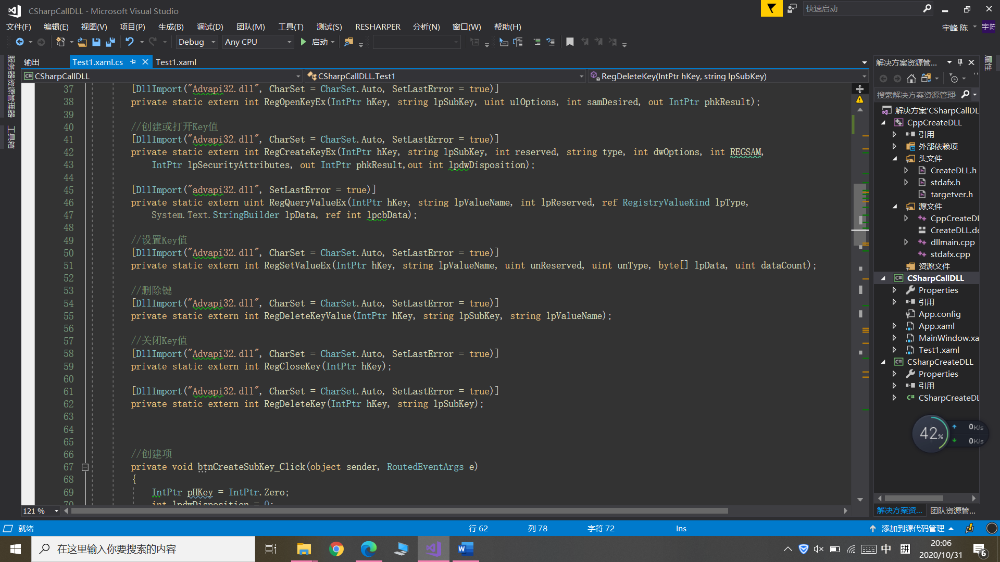 CSharpCallDLL - Microsoft Visual Studio
快速启动
文件(F) 编辑(E) 视图(V) 项目(P) 生成(B) 调试(D) 团队(M) 工具(T) 测试(S) RESHARPER 分析(N) 窗口(W) 帮助(H)
宇峰 陈
宇陈
Debug Any CPU 启动
服务器资源管理器
工具箱
输出 Test1.xaml.cs Test1.xaml
CSharpCallDLL CSharpCallDLL.Test1 RegDeleteKey(IntPtr hKey, string lpSubKey)
37 [DllImport("Advapi32.dll", CharSet = CharSet.Auto, SetLastError = true)]
38 private static extern int RegOpenKeyEx(IntPtr hKey, string lpSubKey, uint ulOptions, int samDesired, out IntPtr phkResult);
39
40 //创建或打开Key值
41 [DllImport("Advapi32.dll", CharSet = CharSet.Auto, SetLastError = true)]
42 private static extern int RegCreateKeyEx(IntPtr hKey, string lpSubKey, int reserved, string type, int dwOptions, int REGSAM,
43 IntPtr lpSecurityAttributes, out IntPtr phkResult,out int lpdwDisposition);
44
45 [DllImport("advapi32.dll", SetLastError = true)]
46 private static extern uint RegQueryValueEx(IntPtr hKey, string lpValueName, int lpReserved, ref RegistryValueKind lpType,
47 System.Text.StringBuilder lpData, ref int lpcbData);
48
49 //设置Key值
50 [DllImport("Advapi32.dll", CharSet = CharSet.Auto, SetLastError = true)]
51 private static extern int RegSetValueEx(IntPtr hKey, string lpValueName, uint unReserved, uint unType, byte[] lpData, uint dataCount);
52
53 //删除键
54 [DllImport("Advapi32.dll", CharSet = CharSet.Auto, SetLastError = true)]
55 private static extern int RegDeleteKeyValue(IntPtr hKey, string lpSubKey, string lpValueName);
56
57 //关闭Key值
58 [DllImport("Advapi32.dll", CharSet = CharSet.Auto, SetLastError = true)]
59 private static extern int RegCloseKey(IntPtr hKey);
60
61 [DllImport("Advapi32.dll", CharSet = CharSet.Auto, SetLastError = true)]
62 private static extern int RegDeleteKey(IntPtr hKey, string lpSubKey);
63
64
65
66 //创建项
67 private void btnCreateSubKey_Click(object sender, RoutedEventArgs e)
68 {
69 IntPtr pHKey = IntPtr.Zero;
70 int lpdwDisposition = 0;
121 %
解决方案资源管...
属性
搜索解决方案资源管理
解决方案'CSharpCallDL
CppCreateDLL
引用
外部依赖项
头文件
CreateDLL.h
stdafx.h
targetver.h
源文件
CppCreateDL
CreateDLL.de
dllmain.cpp
stdafx.cpp
资源文件
CSharpCallDLL
Properties
引用
App.config
App.xaml
MainWindow.xa
Test1.xaml
CSharpCreateDLL
Properties
引用
C# CSharpCreateDL
42%
0K/s
0K/s
解决方案资... 团队资源管...
就绪 行 62 列 78 字符 72 Ins 添加到源代码管理
在这里输入你要搜索的内容
中 拼
20:06
2020/10/31
6